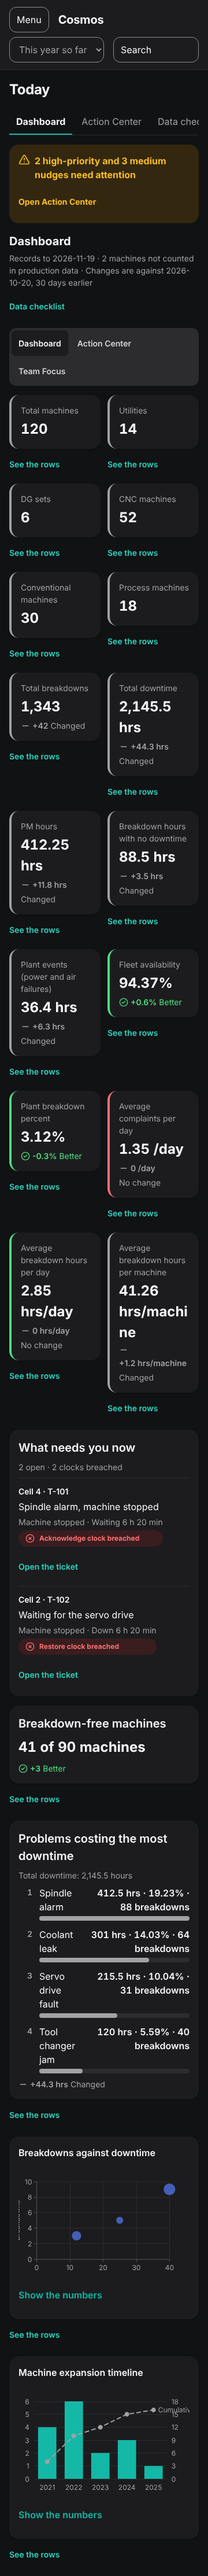 Menu
Cosmos
This year so far
Search
Today
Dashboard
Action Center
2 high-priority and 3 medium
nudges need attention
Open Action Center
Dashboard
Records to 2026-11-19 · 2 machines not counted
in production data · Changes are against 2026-
10-20, 30 days earlier
Data checklist
Dashboard
Action Center
Team Focus
Total machines
120
See the rows
Utilities
14
See the rows
DG sets
6
See the rows
CNC machines
52
See the rows
Conventional
machines
30
See the rows
Process machines
18
See the rows
Total breakdowns
1,343
— +42 Changed
See the rows
Total downtime
2,145.5
hrs
— +44.3 hrs
Changed
See the rows
PM hours
412.25
hrs
— +11.8 hrs
Changed
See the rows
Breakdown hours
with no downtime
88.5 hrs
— +3.5 hrs
Changed
See the rows
Plant events
(power and air
failures)
36.4 hrs
— +6.3 hrs
Changed
See the rows
Fleet availability
94.37%
+0.6% Better
See the rows
Plant breakdown
percent
3.12%
-0.3% Better
See the rows
Average
complaints per
day
1.35 /day
— 0 /day
No change
See the rows
Average
breakdown hours
per day
2.85
hrs/day
— 0 hrs/day
No change
See the rows
Average
breakdown hours
per machine
41.26
hrs/machi
ne
—
+1.2 hrs/machine
Changed
See the rows
What needs you now
2 open · 2 clocks breached
Cell 4 · T-101
Spindle alarm, machine stopped
Machine stopped · Waiting 6 h 20 min
Acknowledge clock breached
Open the ticket
Cell 2 · T-102
Waiting for the servo drive
Machine stopped · Down 6 h 20 min
Restore clock breached
Open the ticket
Breakdown-free machines
41 of 90 machines
+3 Better
See the rows
Problems costing the most
downtime
Total downtime: 2,145.5 hours
1 Spindle alarm 412.5 hrs · 19.23% · 88 breakdowns
2 Coolant leak 301 hrs · 14.03% · 64 breakdowns
3 Servo drive fault 215.5 hrs · 10.04% · 31 breakdowns
4 Tool changer jam 120 hrs · 5.59% · 40 breakdowns
— +44.3 hrs Changed
See the rows
Breakdowns against downtime
10
8
6
4
2
0
0 10 20 30 40
Show the numbers
See the rows
Machine expansion timeline
6
5
4
3
2
1
0
18
15
12
9
6
3
0
2021 2022 2023 2024 2025
Show the numbers
See the rows